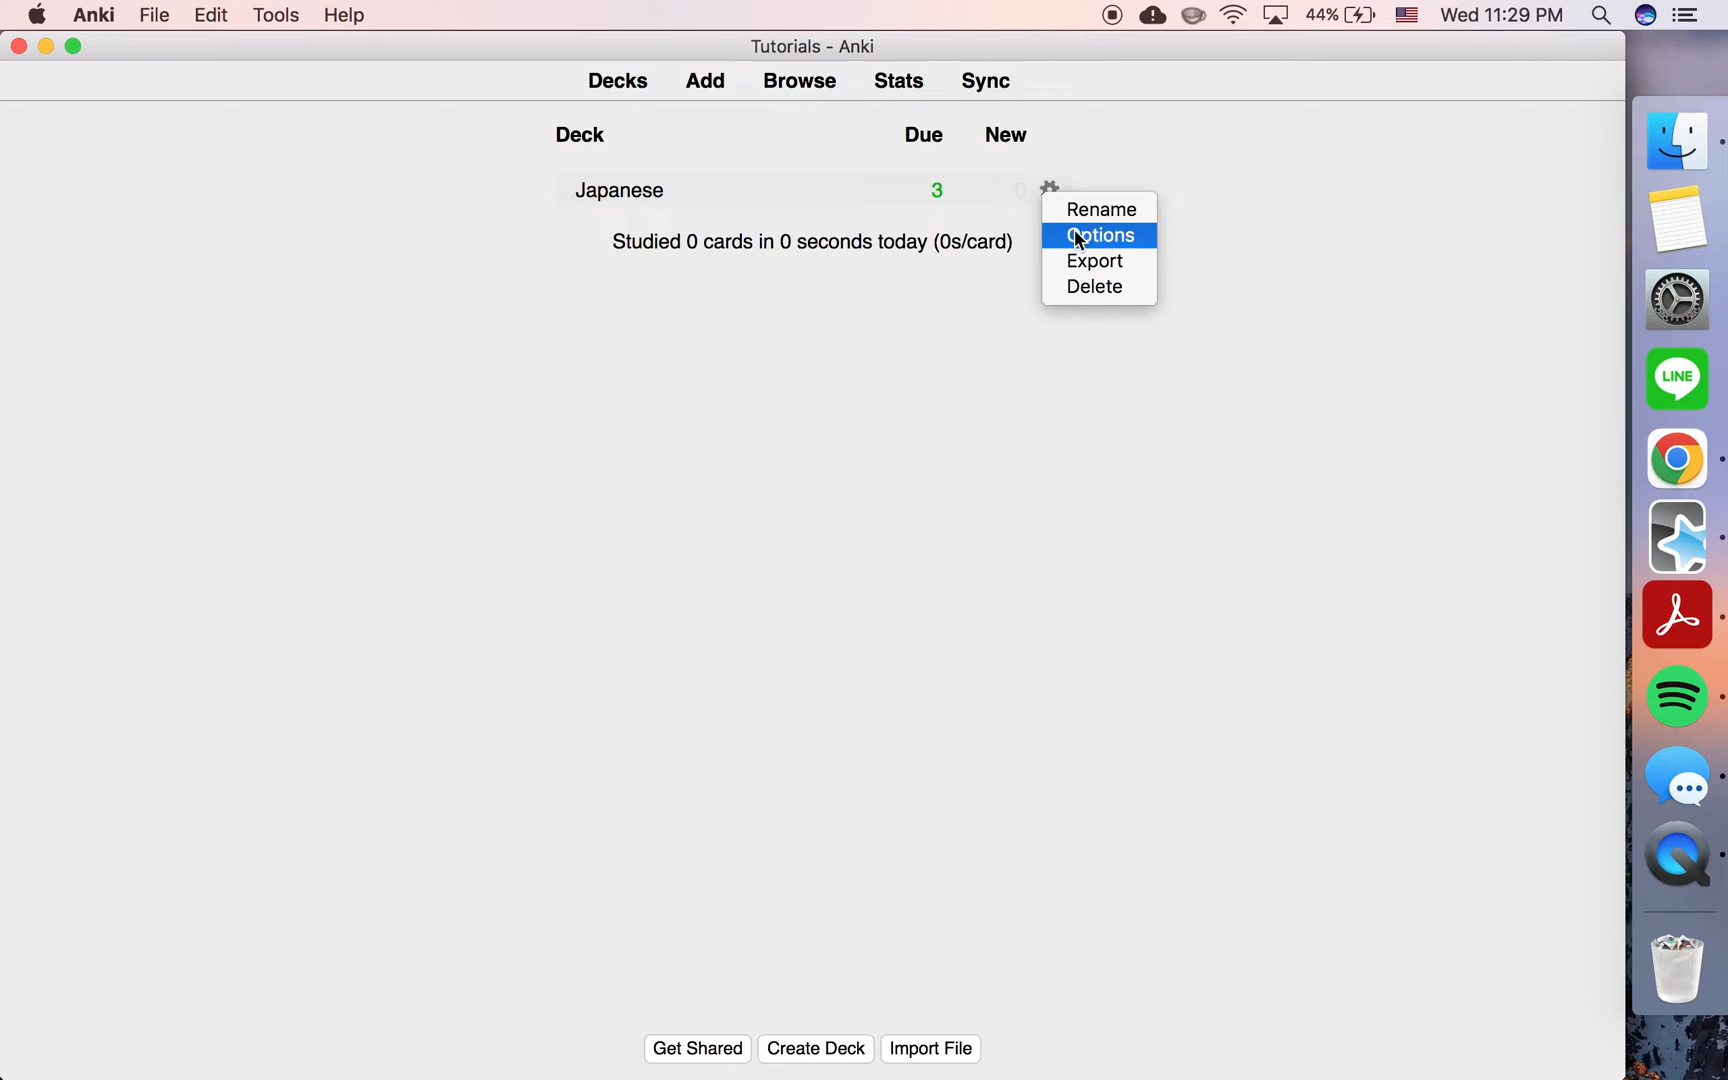 Anki File Edit Tools Help 44% Wed 11:29 PM
Tutorials - Anki
Decks Add Browse Stats Sync
Deck Due New
Japanese 3 0
Rename
Studied 0 cards in 0 seconds today (0s/card)
Options
Export
Delete
LINE
Get Shared Create Deck Import File